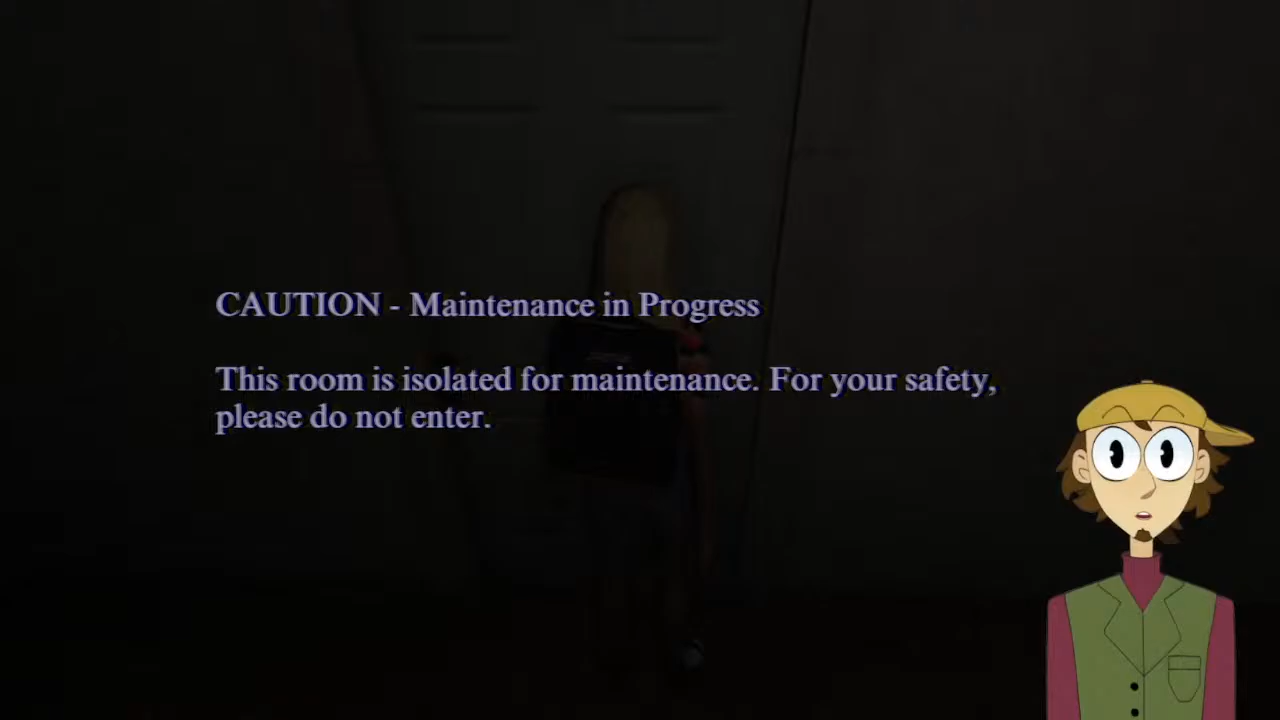 CAUTION - Maintenance in Progress
This room is isolated for maintenance. For your safety,
please do not enter.